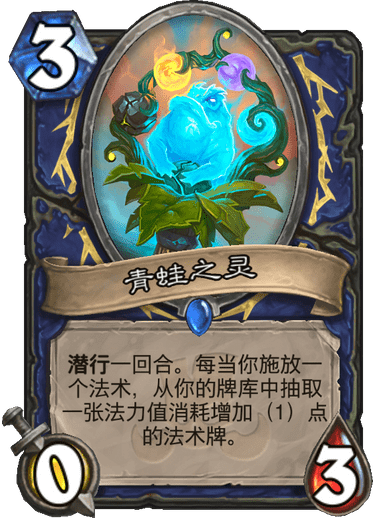 3
青蛙之灵
潜行一回合。每当你施放一
个法术，从你的牌库中抽取
一张法力值消耗增加（1）点
的法术牌。
0
3